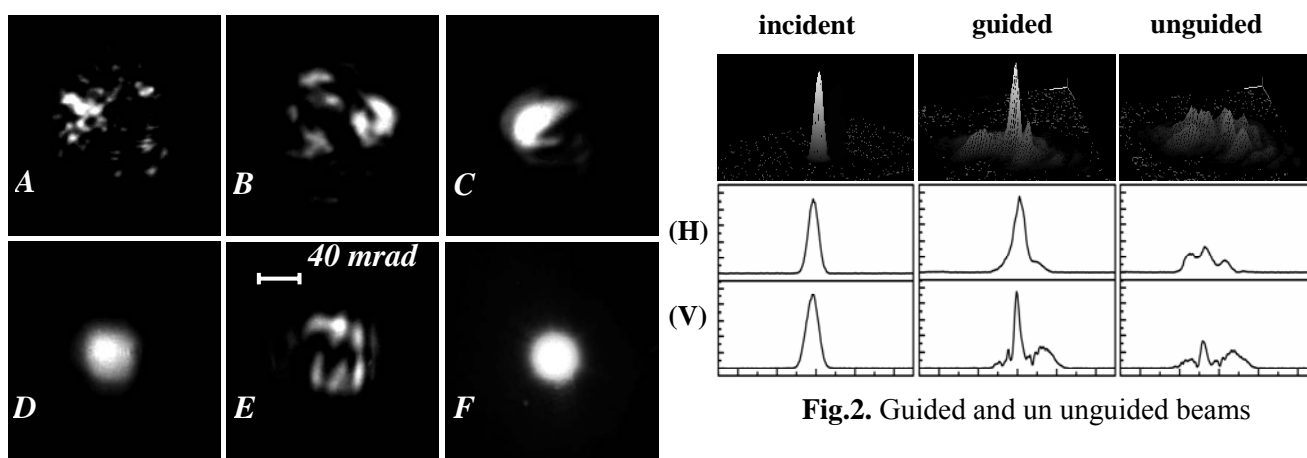 A
B
C
D
E
F
40 mrad
incident guided unguided
(H)
(V)
Fig.2. Guided and un unguided beams